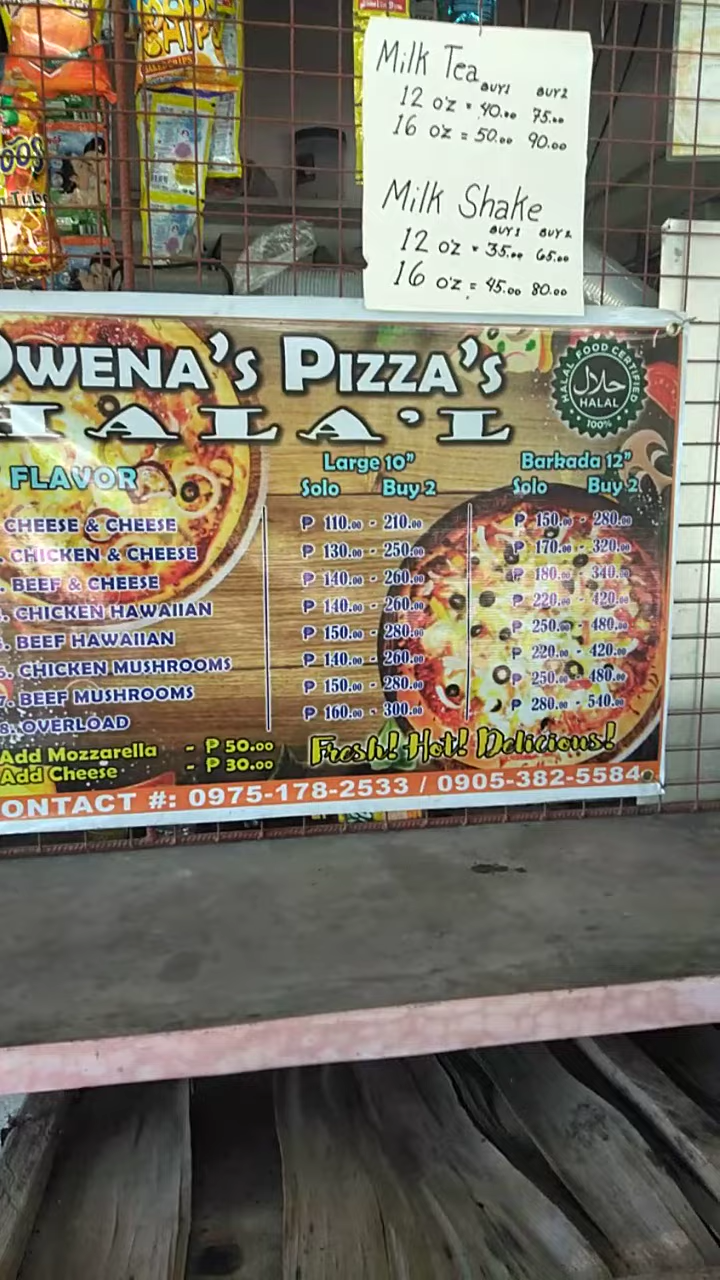 Milk Tea
BUY1 BUY2
12 oz = 40.00 75.00
16 oz = 50.00 90.00
Milk Shake
BUY1 BUY2
12 oz = 35.00 65.00
16 oz = 45.00 80.00
OWENA'S PIZZA'S
HALA'L
HALAL FOOD CERTIFIED
حلال
HALAL
100%
FLAVOR
Large 10" Barkada 12"
Solo Buy 2 Solo Buy 2
CHEESE & CHEESE ₱ 110.00 - 210.00 ₱ 150.00 - 280.00
. CHICKEN & CHEESE ₱ 130.00 - 250.00 ₱ 170.00 - 320.00
. BEEF & CHEESE ₱ 140.00 - 260.00 ₱ 180.00 - 340.00
. CHICKEN HAWAIIAN ₱ 140.00 - 260.00 ₱ 220.00 - 420.00
5. BEEF HAWAIIAN ₱ 150.00 - 280.00 ₱ 250.00 - 480.00
6. CHICKEN MUSHROOMS ₱ 140.00 - 260.00 ₱ 220.00 - 420.00
7. BEEF MUSHROOMS ₱ 150.00 - 280.00 ₱ 250.00 - 480.00
8. OVERLOAD ₱ 160.00 - 300.00 ₱ 280.00 - 540.00
Add Mozzarella - ₱ 50.00
Add Cheese - ₱ 30.00
Fresh! Hot! Delicious!
ONTACT #: 0975-178-2533 / 0905-382-5584